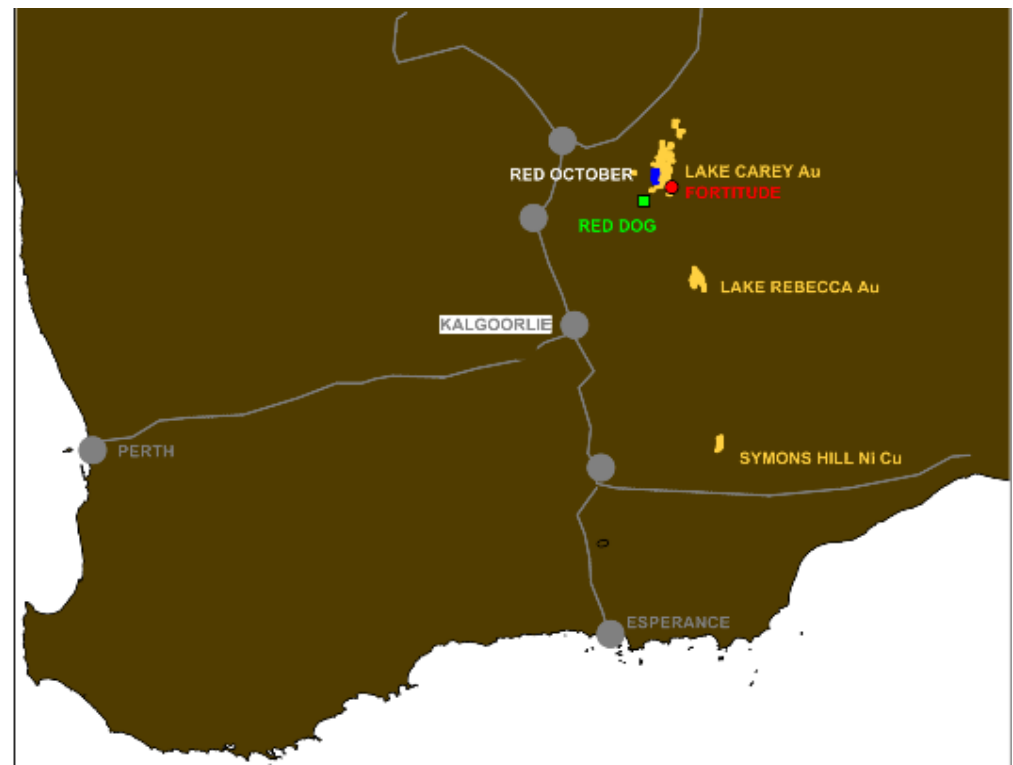 RED OCTOBER
LAKE CAREY Au
FORTITUDE
RED DOG
LAKE REBECCA Au
KALGOORLIE
PERTH
SYMONS HILL Ni Cu
ESPERANCE